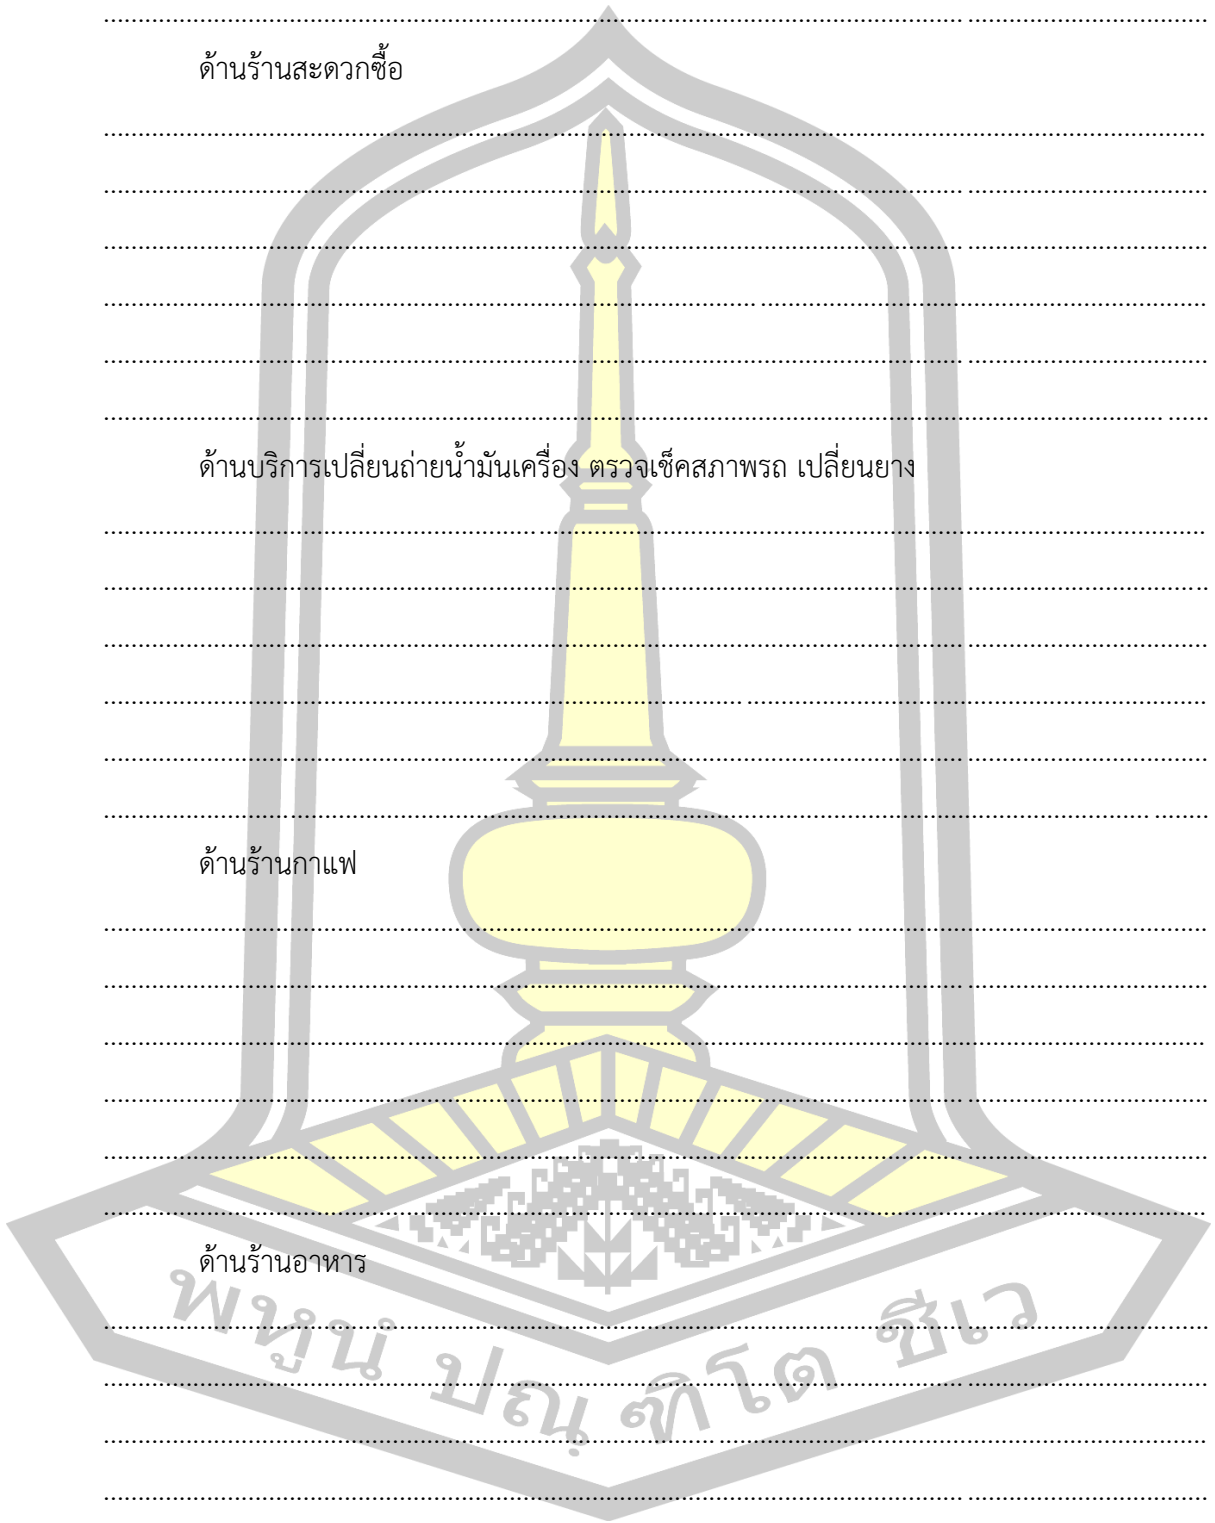 ด้านร้านสะดวกซื้อ
ด้านบริการเปลี่ยนถ่ายน้ำมันเครื่อง ตรวจเช็คสภาพรถ เปลี่ยนยาง
ด้านร้านกาแฟ
ด้านร้านอาหาร
พหูนํ ปณฺฑิโต ชีเว